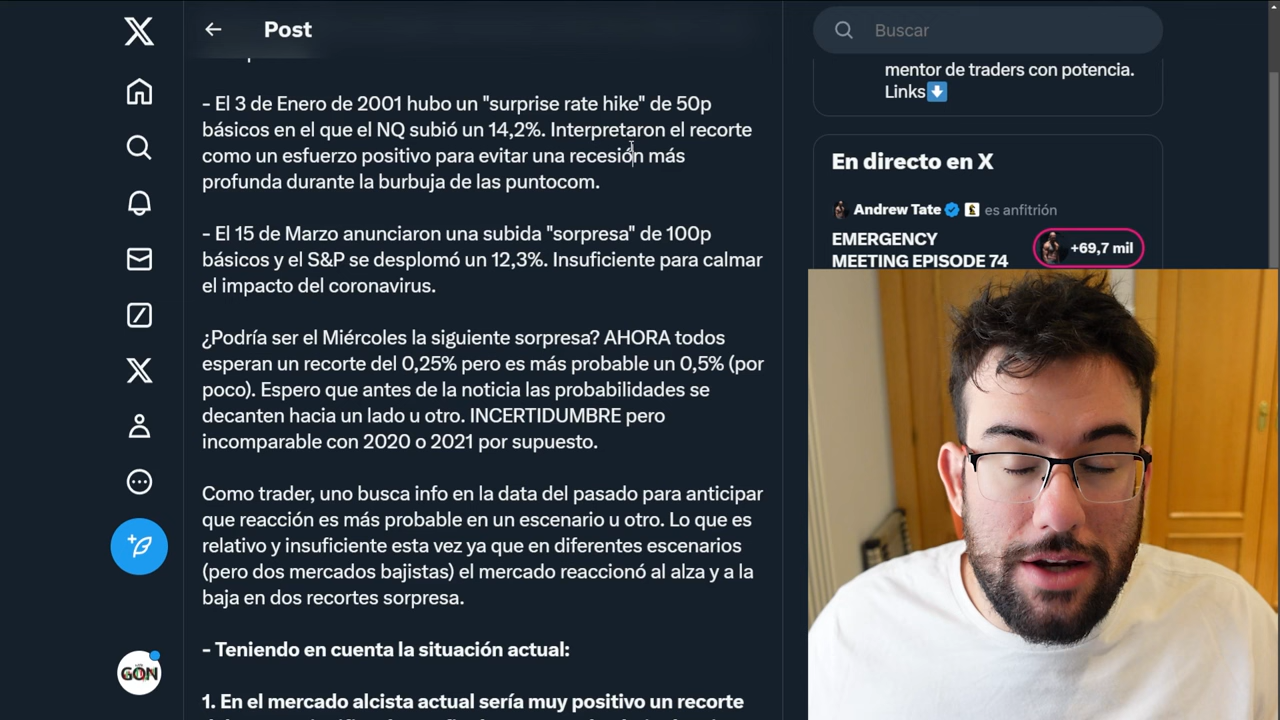 Post
- El 3 de Enero de 2001 hubo un "surprise rate hike" de 50p
básicos en el que el NQ subió un 14,2%. Interpretaron el recorte
como un esfuerzo positivo para evitar una recesión más
profunda durante la burbuja de las puntocom.
- El 15 de Marzo anunciaron una subida "sorpresa" de 100p
básicos y el S&P se desplomó un 12,3%. Insuficiente para calmar
el impacto del coronavirus.
¿Podría ser el Miércoles la siguiente sorpresa? AHORA todos
esperan un recorte del 0,25% pero es más probable un 0,5% (por
poco). Espero que antes de la noticia las probabilidades se
decanten hacia un lado u otro. INCERTIDUMBRE pero
incomparable con 2020 o 2021 por supuesto.
Como trader, uno busca info en la data del pasado para anticipar
que reacción es más probable en un escenario u otro. Lo que es
relativo y insuficiente esta vez ya que en diferentes escenarios
(pero dos mercados bajistas) el mercado reaccionó al alza y a la
baja en dos recortes sorpresa.
- Teniendo en cuenta la situación actual:
1. En el mercado alcista actual sería muy positivo un recorte
GON
Buscar
mentor de traders con potencia.
Links
En directo en X
Andrew Tate es anfitrión
EMERGENCY
MEETING EPISODE 74
+69,7 mil